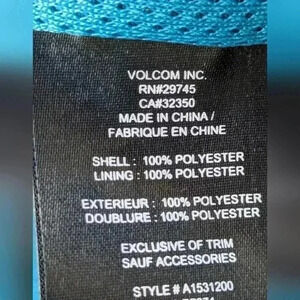 VOLCOM INC.
RN#29745
CA#32350
MADE IN CHINA /
FABRIQUE EN CHINE
SHELL : 100% POLYESTER
LINING : 100% POLYESTER
EXTERIEUR : 100% POLYESTER
DOUBLURE : 100% POLYESTER
EXCLUSIVE OF TRIM
SAUF ACCESSORIES
STYLE # A1531200